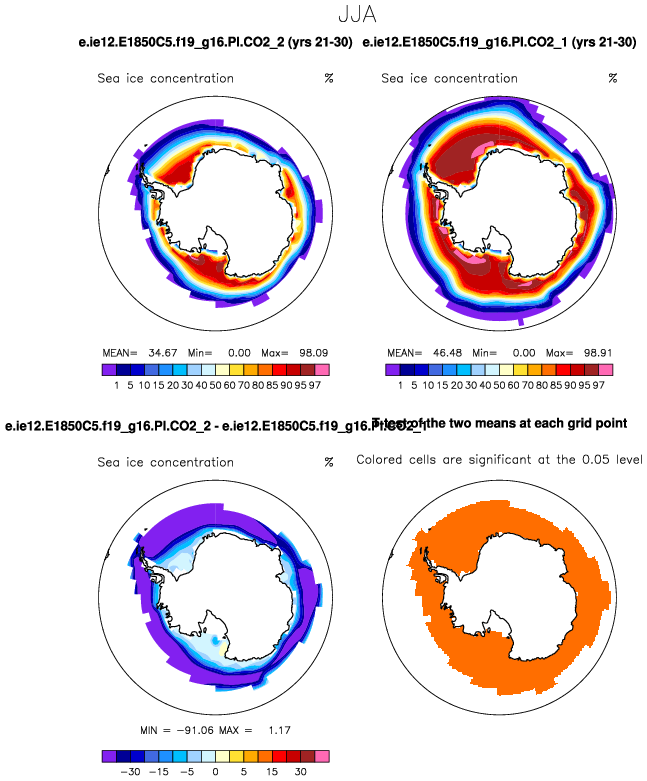 JJA
e.ie12.E1850C5.f19_g16.PI.CO2_2 (yrs 21-30) e.ie12.E1850C5.f19_g16.PI.CO2_1 (yrs 21-30)
Sea ice concentration % Sea ice concentration %
MEAN= 34.67 Min= 0.00 Max= 98.09 MEAN= 46.48 Min= 0.00 Max= 98.91
1 5 10 15 20 30 40 50 60 70 80 85 90 95 97 1 5 10 15 20 30 40 50 60 70 80 85 90 95 97
e.ie12.E1850C5.f19_g16.PI.CO2_2 - e.ie12.E1850C5.f19_g16.PI.CO2_1 T-test of the two means at each grid point
Sea ice concentration % Colored cells are significant at the 0.05 level
MIN = -91.06 MAX = 1.17
-30 -15 -5 0 5 15 30